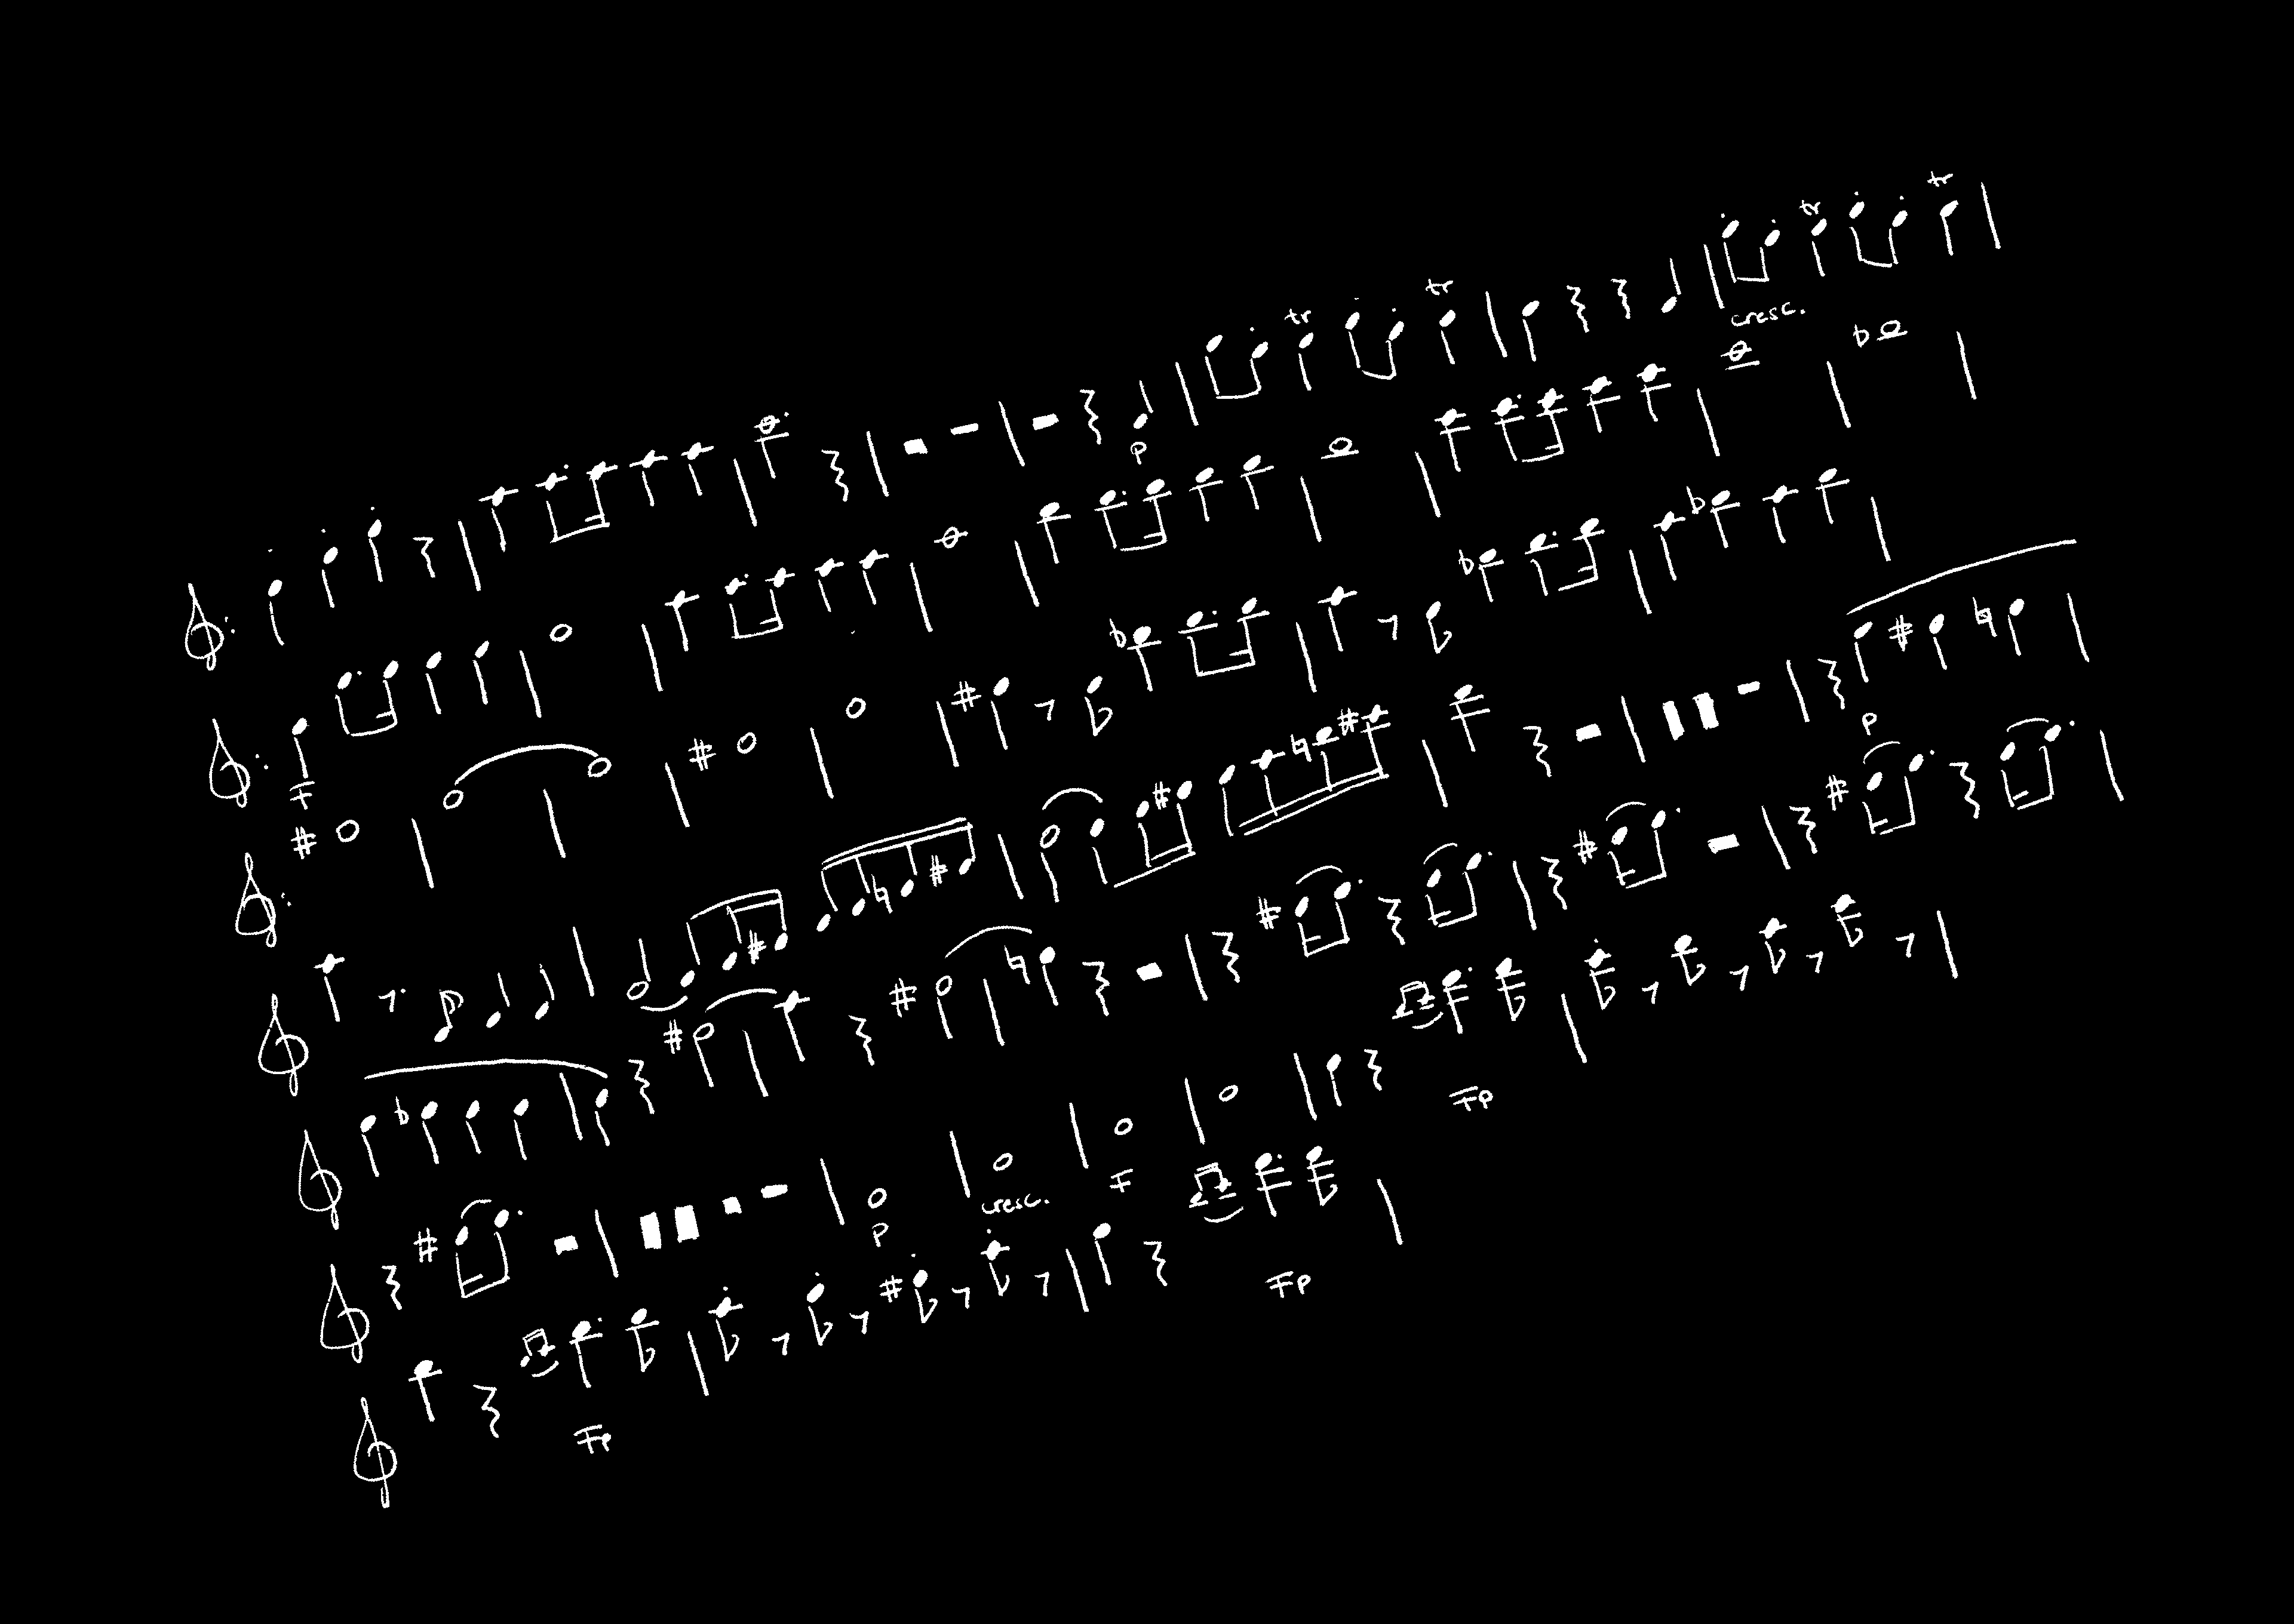 tr tr tr tr
p cresc.
F
p
Fp
p cresc. F
Fp Fp